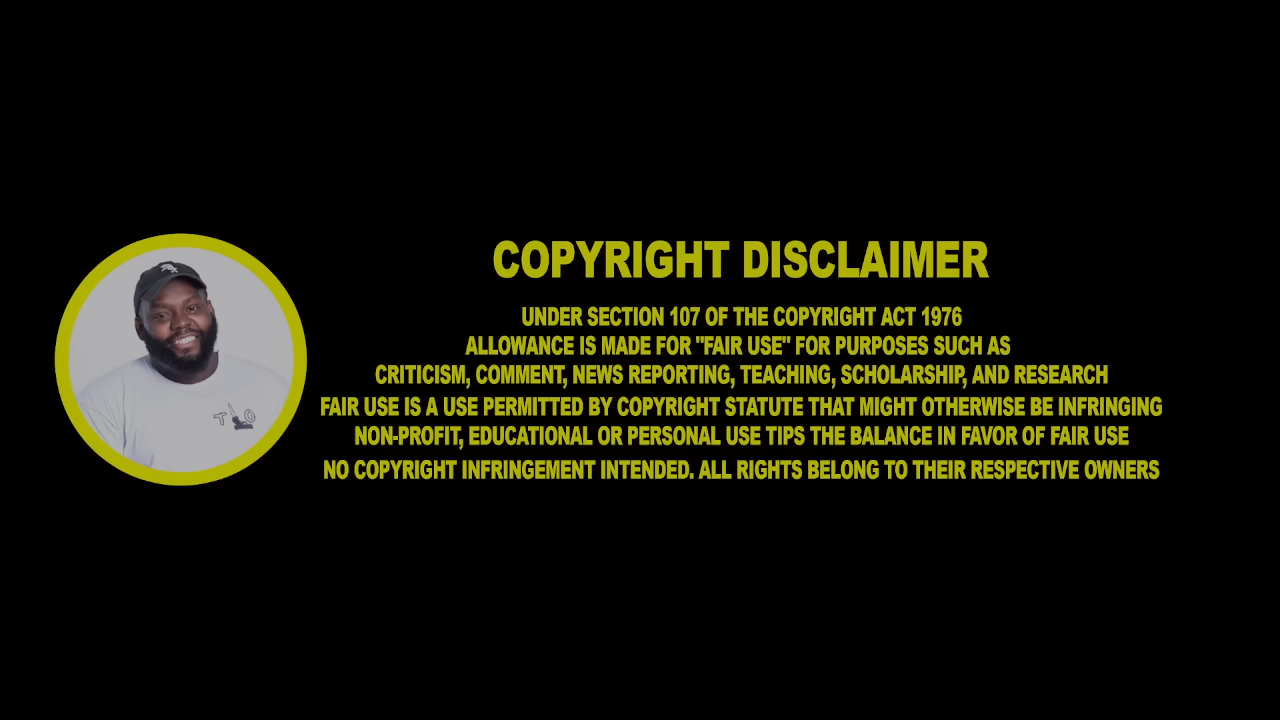 COPYRIGHT DISCLAIMER
UNDER SECTION 107 OF THE COPYRIGHT ACT 1976
ALLOWANCE IS MADE FOR "FAIR USE" FOR PURPOSES SUCH AS
CRITICISM, COMMENT, NEWS REPORTING, TEACHING, SCHOLARSHIP, AND RESEARCH
FAIR USE IS A USE PERMITTED BY COPYRIGHT STATUTE THAT MIGHT OTHERWISE BE INFRINGING
NON-PROFIT, EDUCATIONAL OR PERSONAL USE TIPS THE BALANCE IN FAVOR OF FAIR USE
NO COPYRIGHT INFRINGEMENT INTENDED. ALL RIGHTS BELONG TO THEIR RESPECTIVE OWNERS